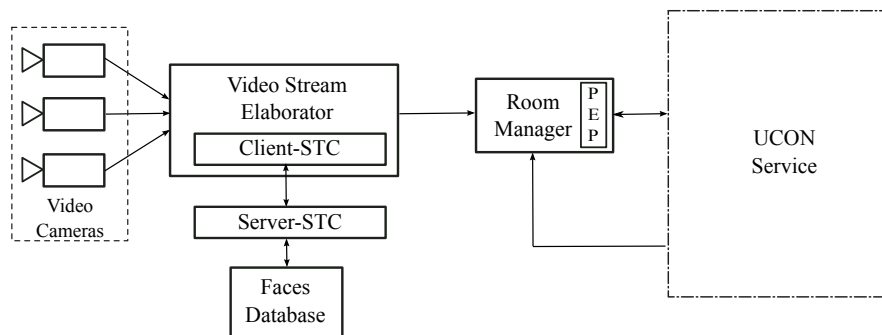 Video
Cameras
Video Stream
Elaborator
Client-STC
Server-STC
Faces
Database
Room
Manager
P
E
P
UCON
Service